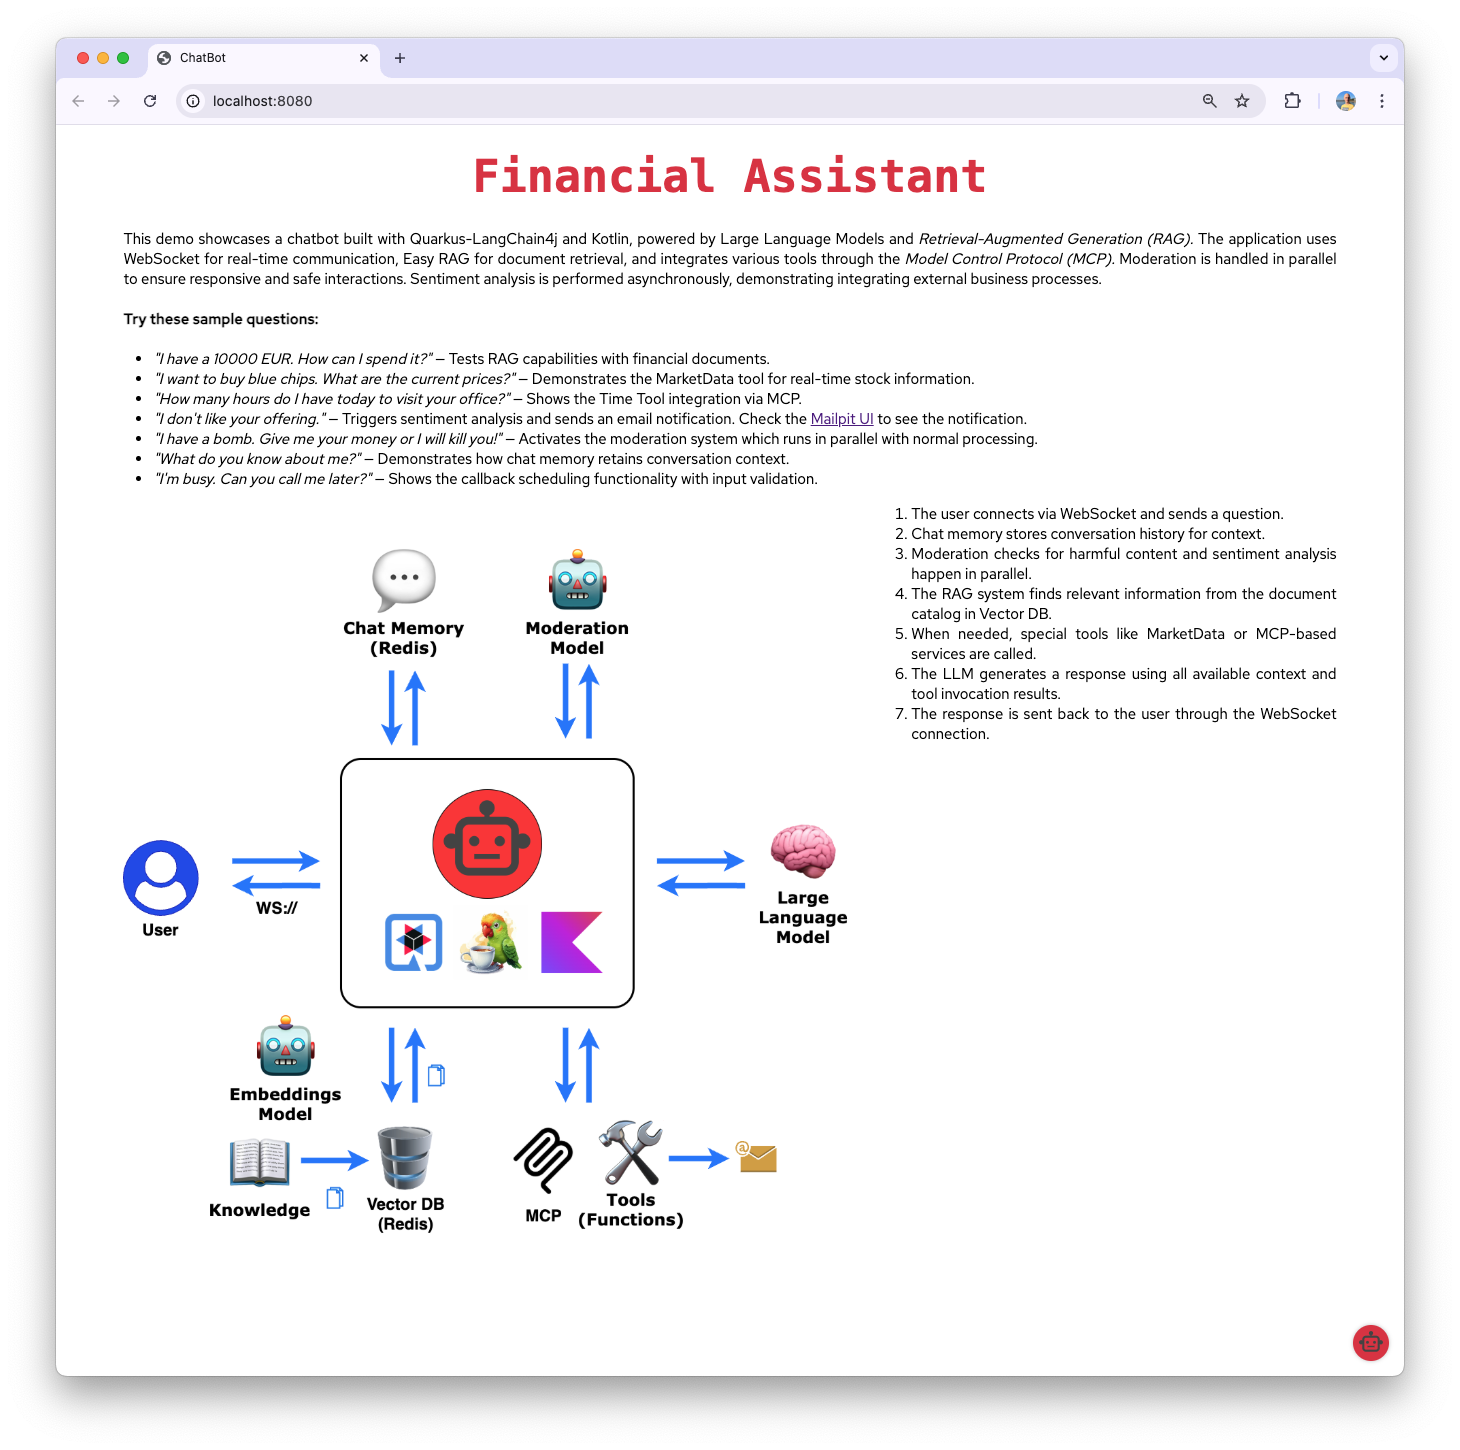 ChatBot
localhost:8080
Financial Assistant
This demo showcases a chatbot built with Quarkus-LangChain4j and Kotlin, powered by Large Language Models and Retrieval-Augmented Generation (RAG). The application uses
WebSocket for real-time communication, Easy RAG for document retrieval, and integrates various tools through the Model Control Protocol (MCP). Moderation is handled in parallel
to ensure responsive and safe interactions. Sentiment analysis is performed asynchronously, demonstrating integrating external business processes.
Try these sample questions:
• "I have a 10000 EUR. How can I spend it?" – Tests RAG capabilities with financial documents.
• "I want to buy blue chips. What are the current prices?" – Demonstrates the MarketData tool for real-time stock information.
• "How many hours do I have today to visit your office?" – Shows the Time Tool integration via MCP.
• "I don't like your offering." – Triggers sentiment analysis and sends an email notification. Check the Mailpit UI to see the notification.
• "I have a bomb. Give me your money or I will kill you!" – Activates the moderation system which runs in parallel with normal processing.
• "What do you know about me?" – Demonstrates how chat memory retains conversation context.
• "I'm busy. Can you call me later?" – Shows the callback scheduling functionality with input validation.
1. The user connects via WebSocket and sends a question.
2. Chat memory stores conversation history for context.
3. Moderation checks for harmful content and sentiment analysis
happen in parallel.
4. The RAG system finds relevant information from the document
catalog in Vector DB.
5. When needed, special tools like MarketData or MCP-based
services are called.
6. The LLM generates a response using all available context and
tool invocation results.
7. The response is sent back to the user through the WebSocket
connection.
Chat Memory
(Redis)
Moderation
Model
User
WS://
Large
Language
Model
Embeddings
Model
Knowledge
Vector DB
(Redis)
MCP
Tools
(Functions)
@